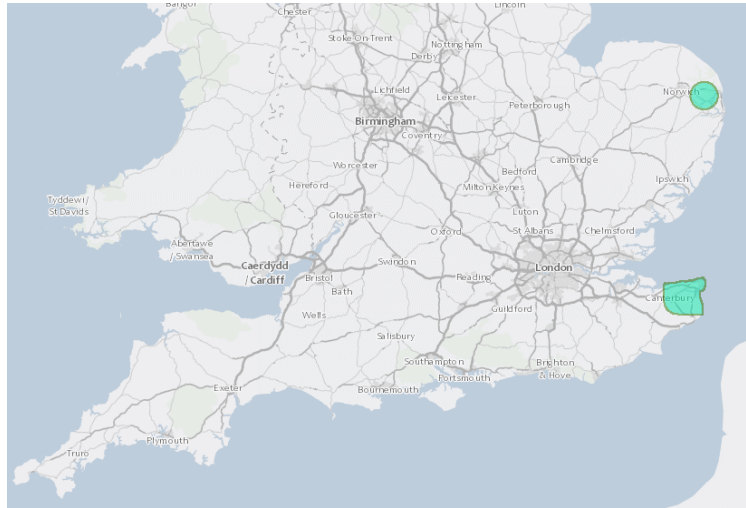 Bangor
Chester
Lincoln
Stoke-On-Trent
Nottingham
Derby
Lichfield
Leicester
Norwich
Peterborough
Birmingham
Coventry
Worcester
Cambridge
Bedford
Hereford
Milton Keynes
Ipswich
Tyddewi/
St Davids
Gloucester
Luton
Oxford
St Albans
Chelmsford
Abertawe
/ Swansea
Caerdydd
/ Cardiff
Swindon
London
Bristol
Reading
Bath
Canterbury
Wells
Guildford
Salisbury
Southampton
Brighton
& Hove
Portsmouth
Bournemouth
Exeter
Plymouth
Truro